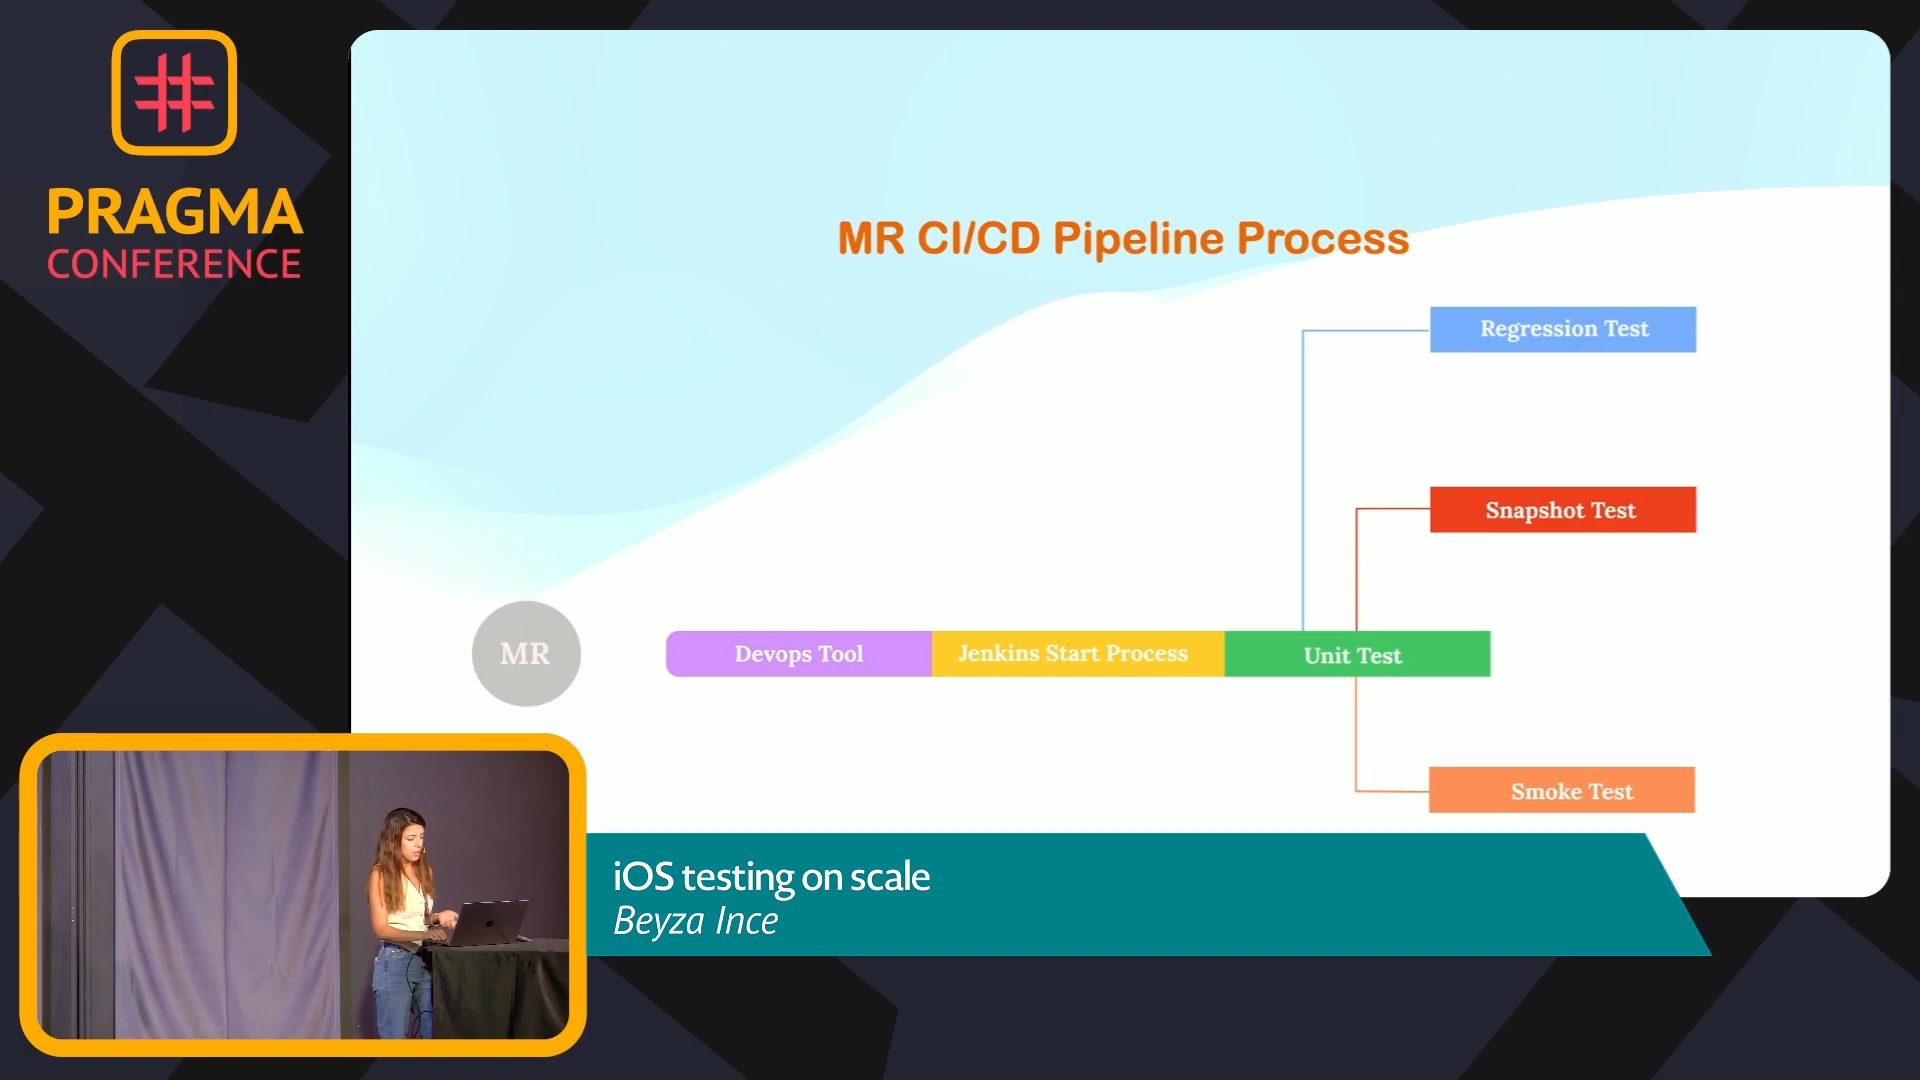 PRAGMA
CONFERENCE
MR CI/CD Pipeline Process
Regression Test
Snapshot Test
MR
Devops Tool
Jenkins Start Process
Unit Test
Smoke Test
iOS testing on scale
Beyza Ince